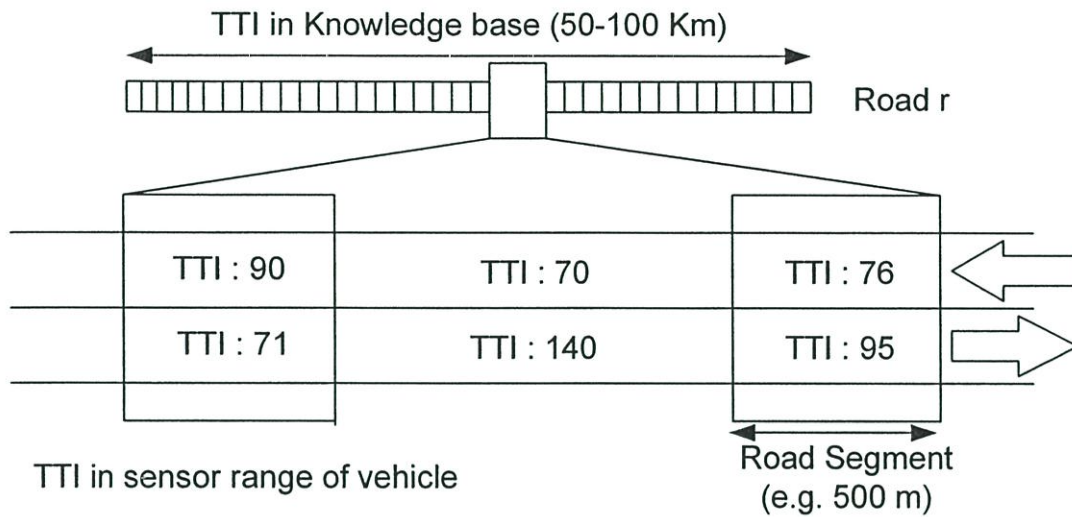 TTI in Knowledge base (50-100 Km)
Road r
TTI : 90
TTI : 70
TTI : 76
TTI : 71
TTI : 140
TTI : 95
TTI in sensor range of vehicle
Road Segment
(e.g. 500 m)